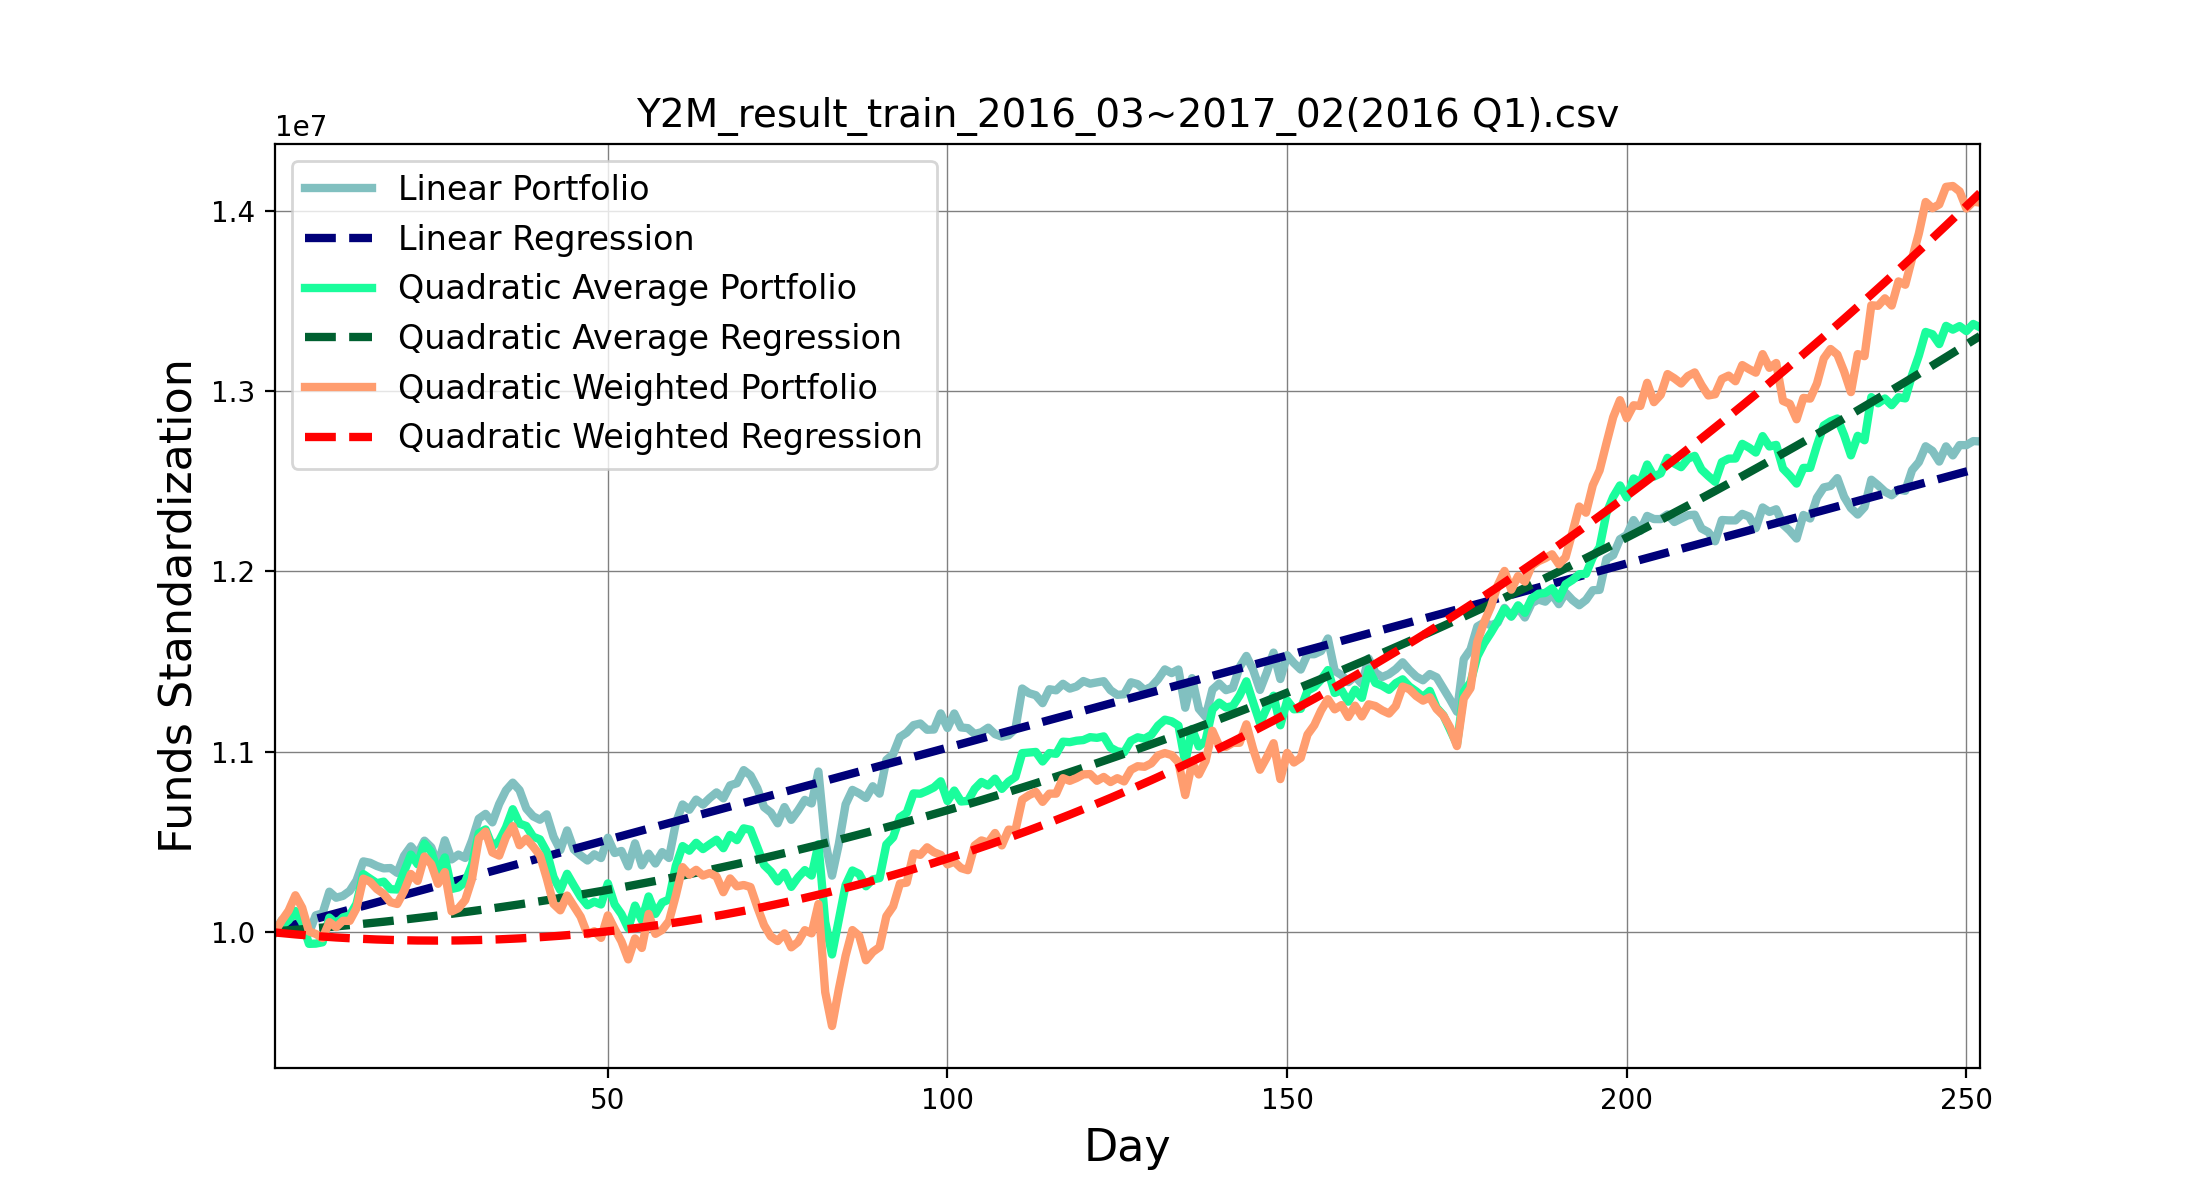 Y2M_result_train_2016_03~2017_02(2016 Q1).csv
1e7
Linear Portfolio
Linear Regression
Quadratic Average Portfolio
Quadratic Average Regression
Quadratic Weighted Portfolio
Quadratic Weighted Regression
1.4
1.3
1.2
1.1
1.0
Funds Standardization
50 100 150 200 250
Day